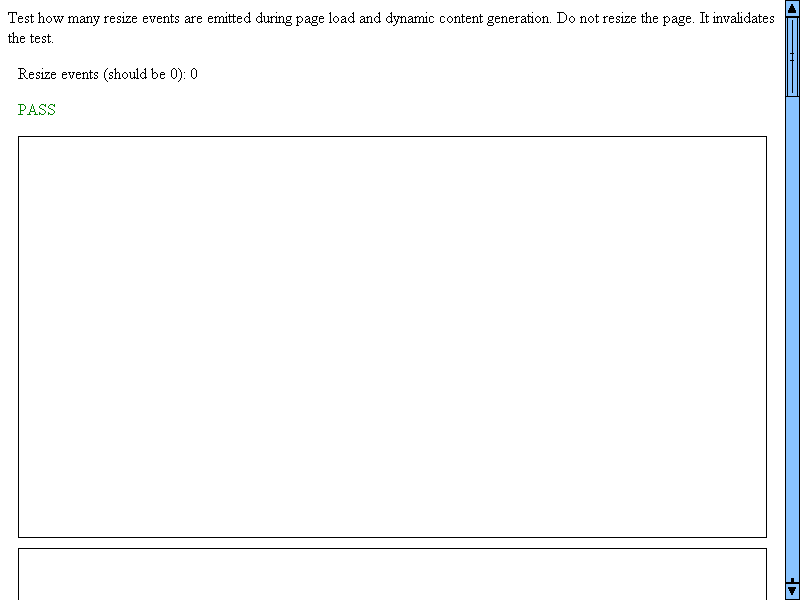 Test how many resize events are emitted during page load and dynamic content generation. Do not resize the page. It invalidates
the test.
Resize events (should be 0): 0
PASS